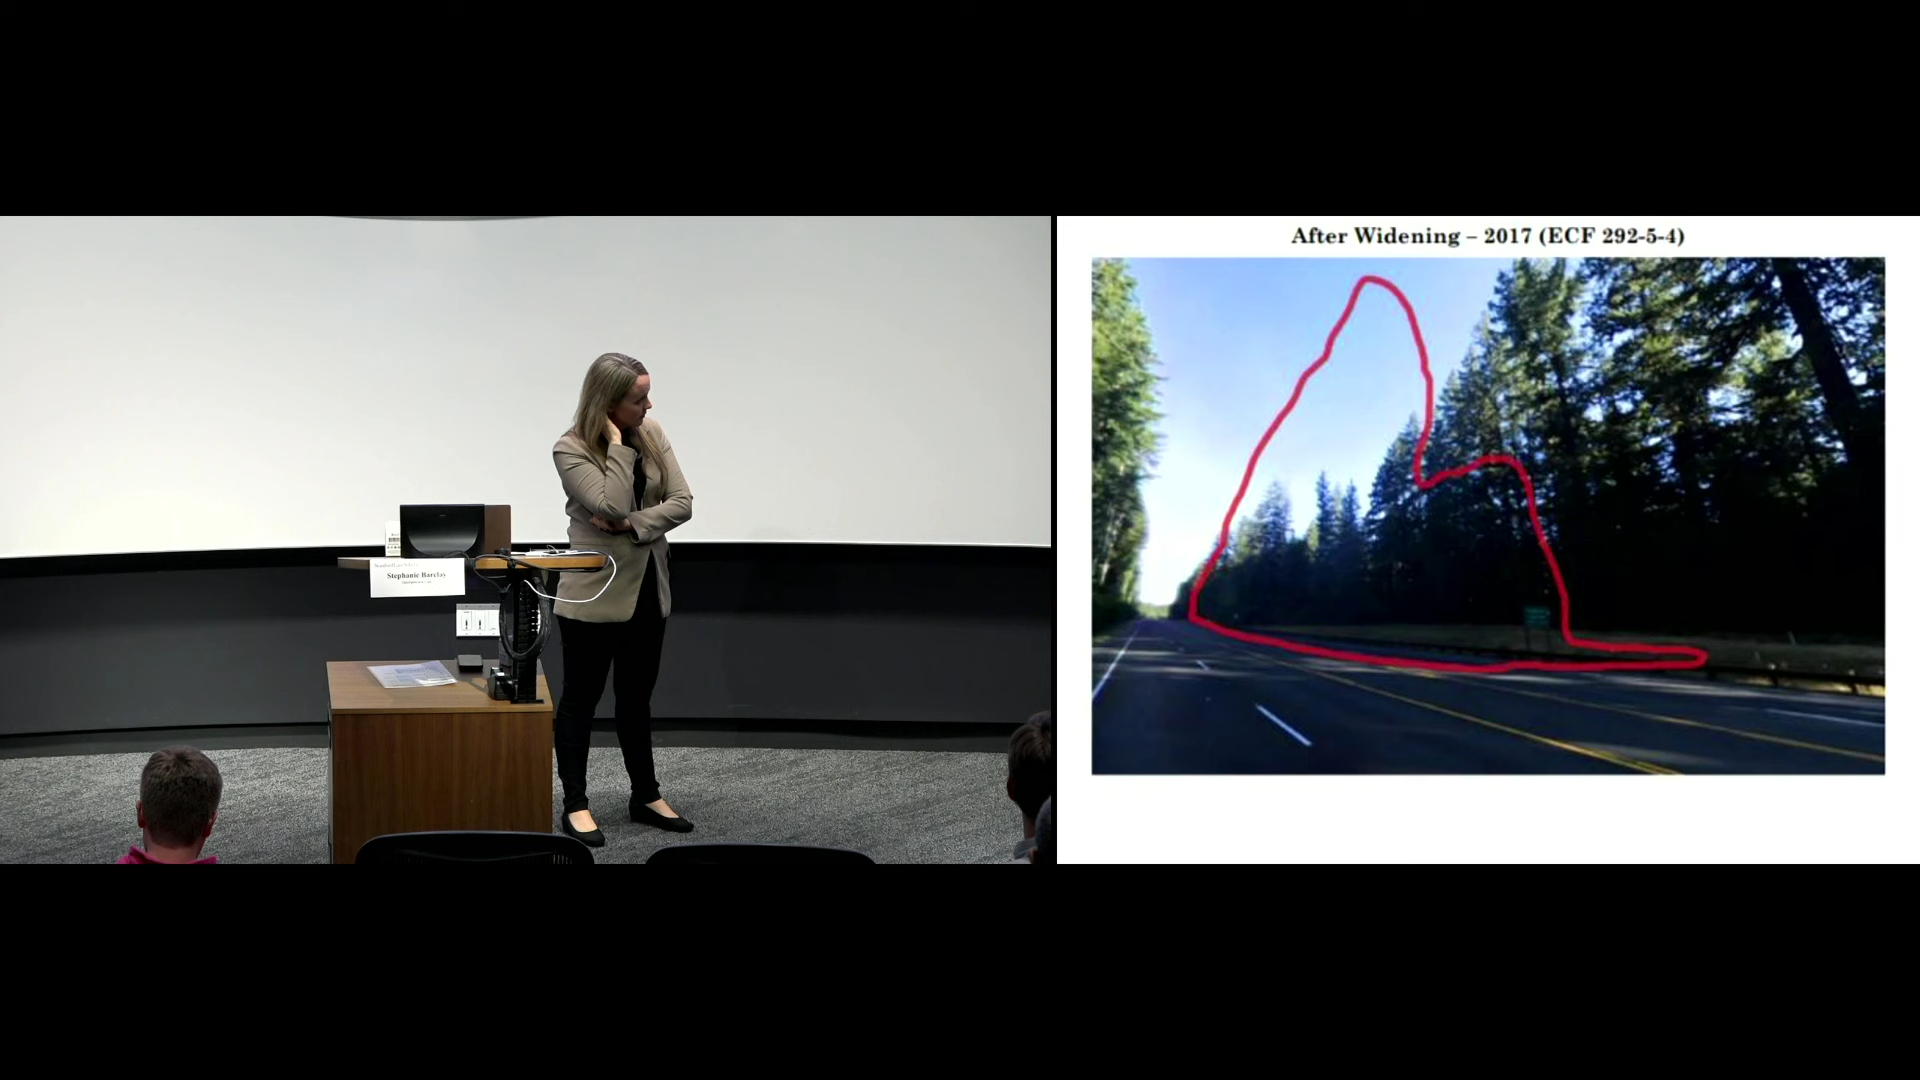 After Widening – 2017 (ECF 292-5-4)
Stephanie Barclay